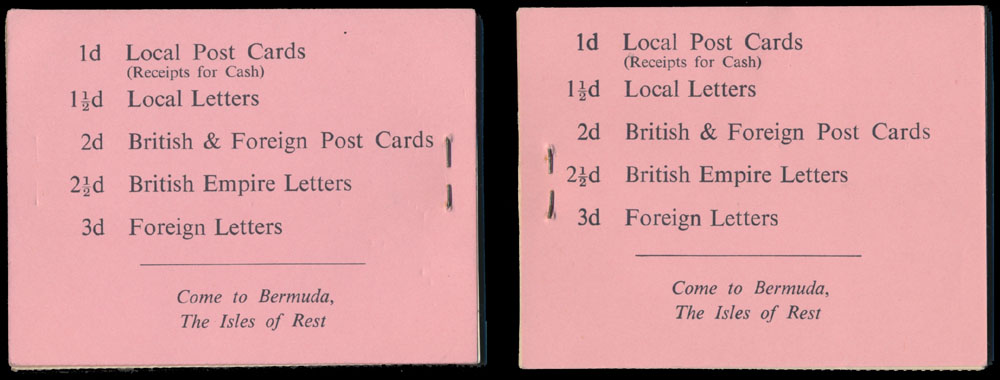 1d Local Post Cards
(Receipts for Cash)
1½d Local Letters
2d British & Foreign Post Cards
2½d British Empire Letters
3d Foreign Letters
Come to Bermuda,
The Isles of Rest
1d Local Post Cards
(Receipts for Cash)
1½d Local Letters
2d British & Foreign Post Cards
2½d British Empire Letters
3d Foreign Letters
Come to Bermuda,
The Isles of Rest